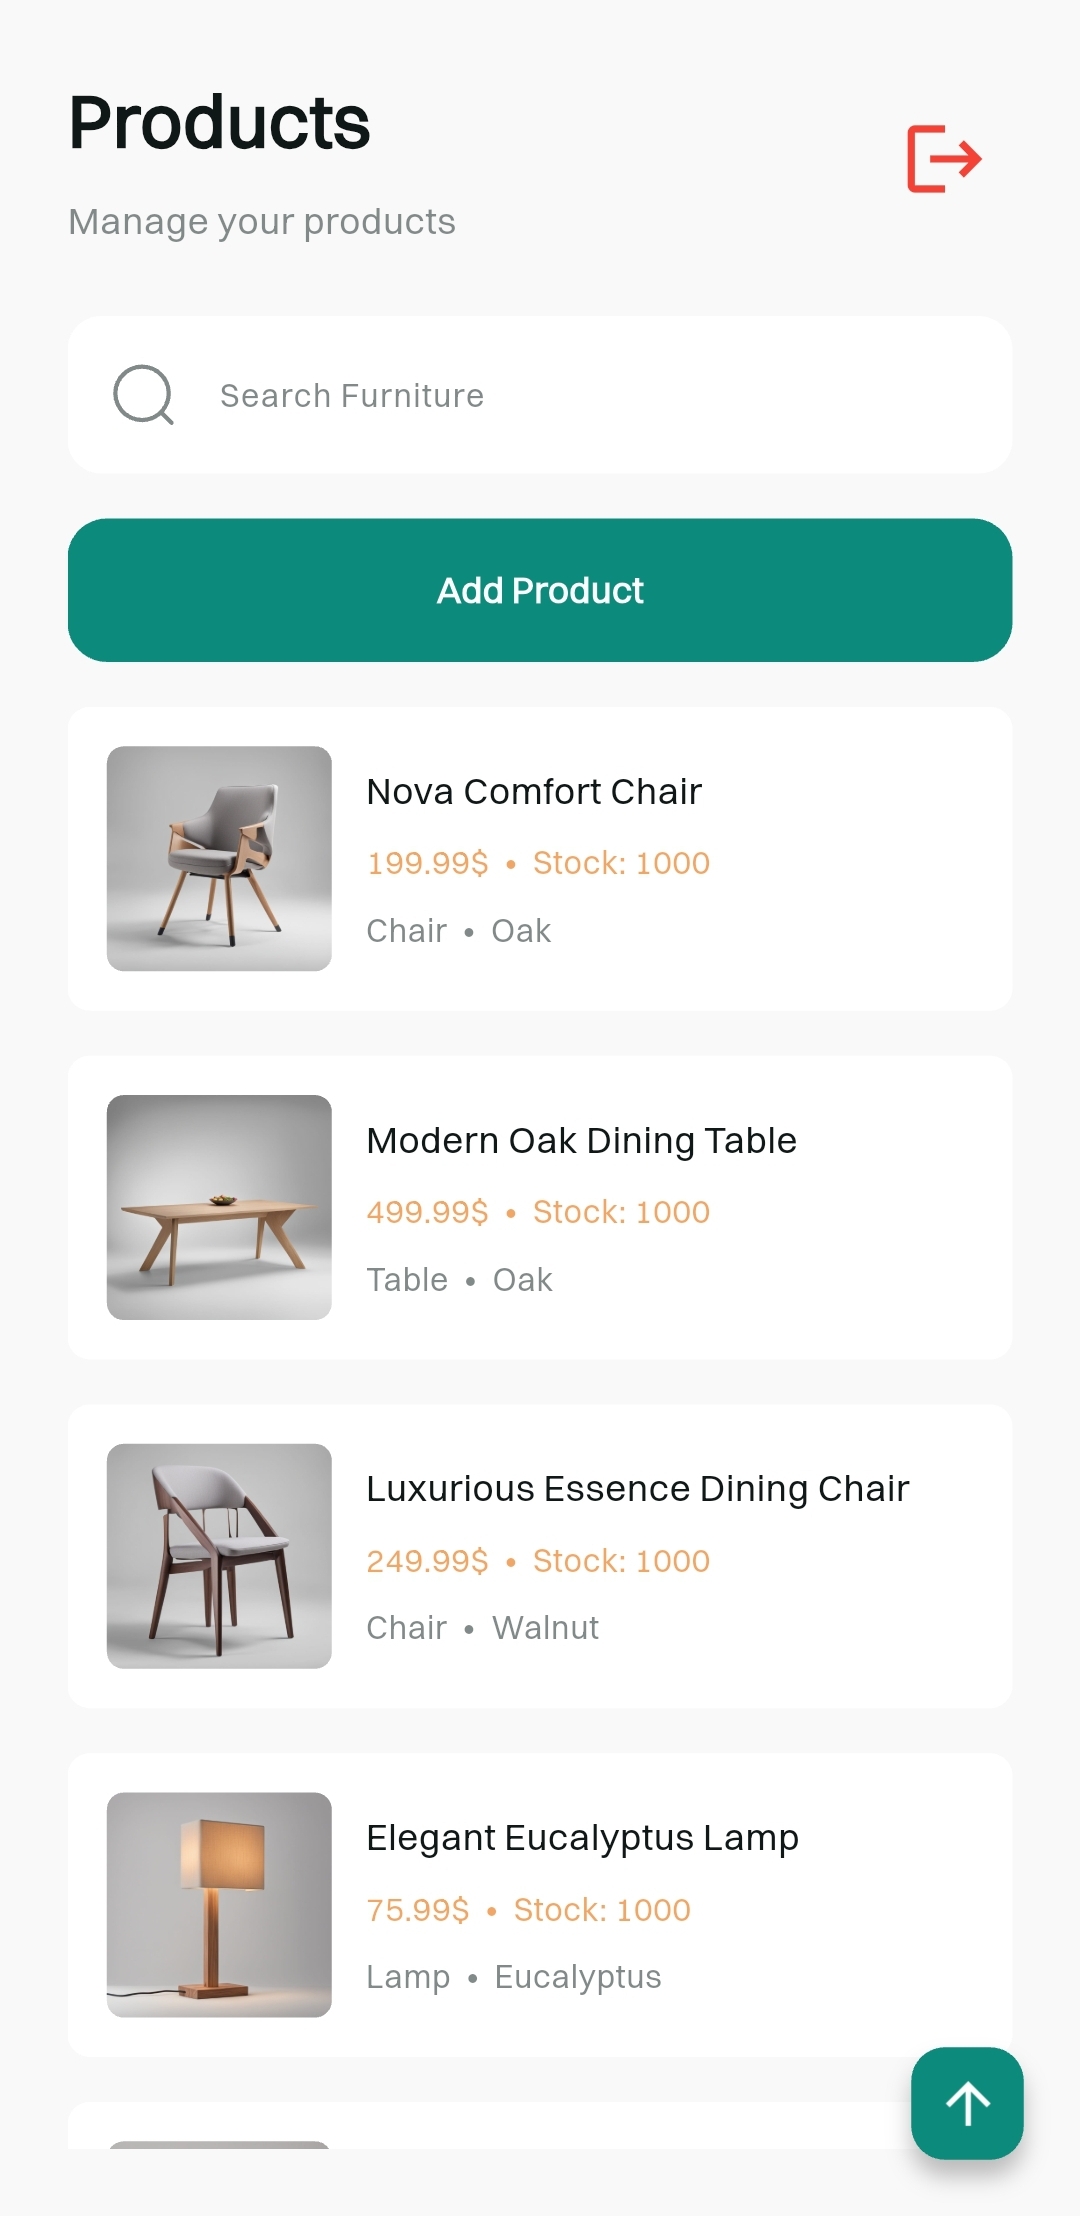 Products
Manage your products
Search Furniture
Add Product
Nova Comfort Chair
199.99$ • Stock: 1000
Chair • Oak
Modern Oak Dining Table
499.99$ • Stock: 1000
Table • Oak
Luxurious Essence Dining Chair
249.99$ • Stock: 1000
Chair • Walnut
Elegant Eucalyptus Lamp
75.99$ • Stock: 1000
Lamp • Eucalyptus